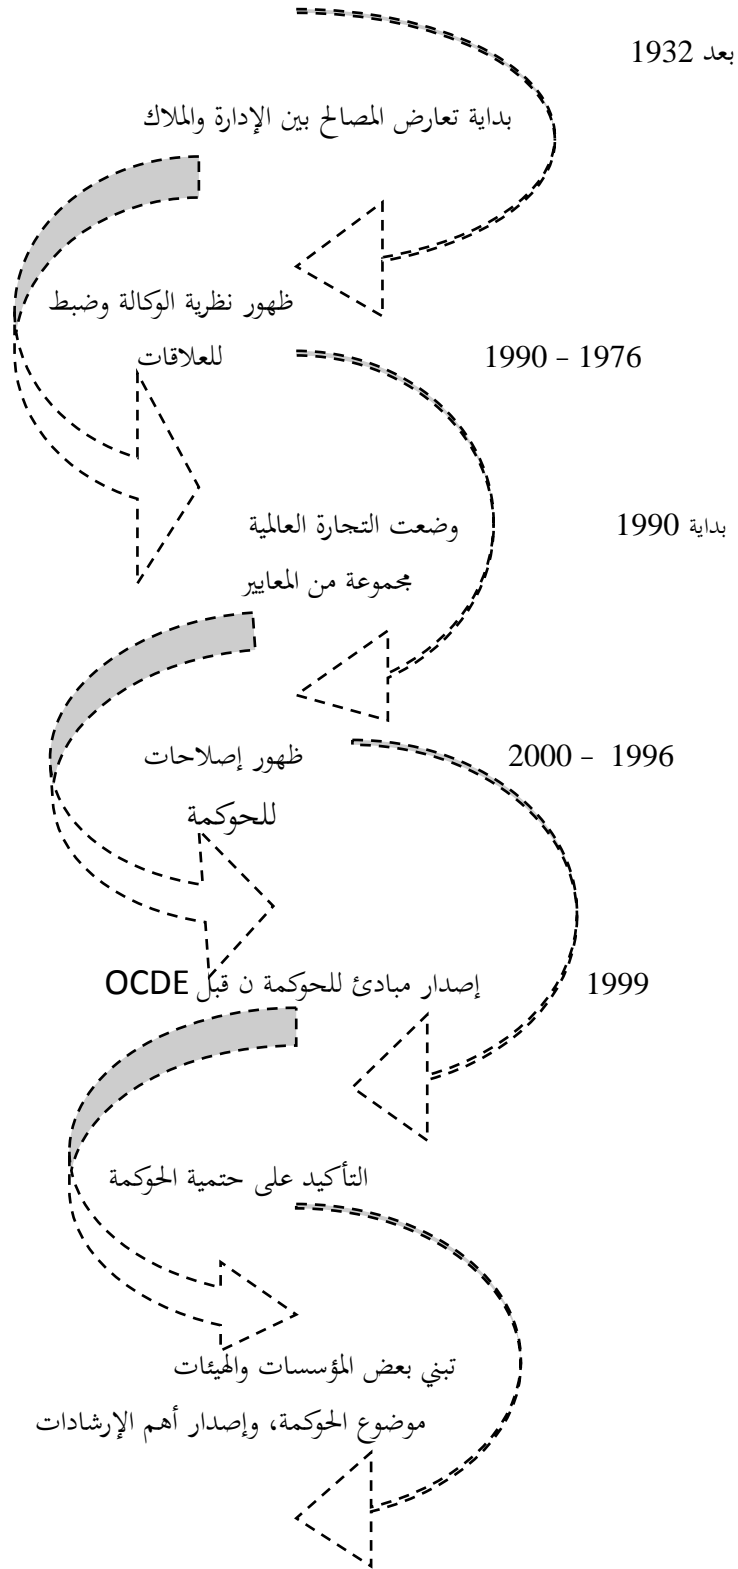 بعد 1932
بداية تعارض المصالح بين الإدارة والملاك
ظهور نظرية الوكالة وضبط
للعلاقات
1976 - 1990
بداية 1990
وضعت التجارة العالمية
مجموعة من المعايير
1996 - 2000
ظهور إصلاحات
للحوكمة
1999
إصدار مبادئ للحوكمة ن قبل OCDE
التأكيد على حتمية الحوكمة
تبني بعض المؤسسات والهيئات
موضوع الحوكمة، وإصدار أهم الإرشادات